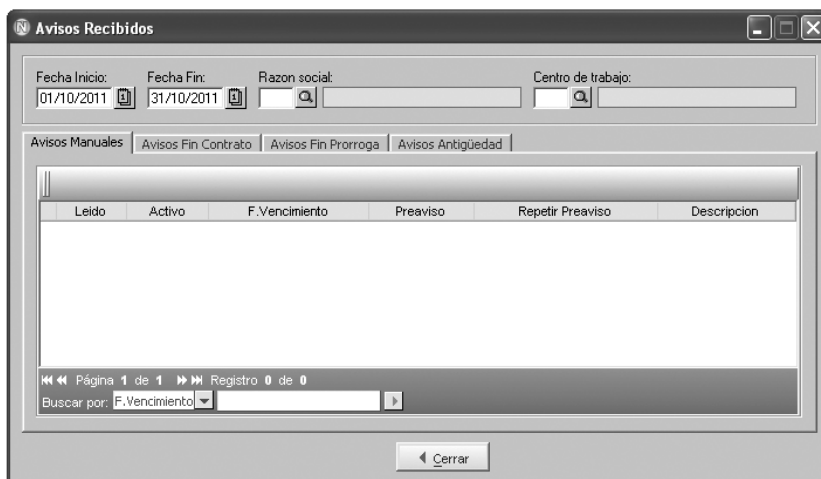 Avisos Recibidos
Fecha Inicio: Fecha Fin: Razon social: Centro de trabajo:
01/10/2011 31/10/2011
Avisos Manuales Avisos Fin Contrato Avisos Fin Prorroga Avisos Antigüedad
Leido Activo F.Vencimiento Preaviso Repetir Preaviso Descripcion
Página 1 de 1 Registro 0 de 0
Buscar por: F.Vencimiento
Cerrar